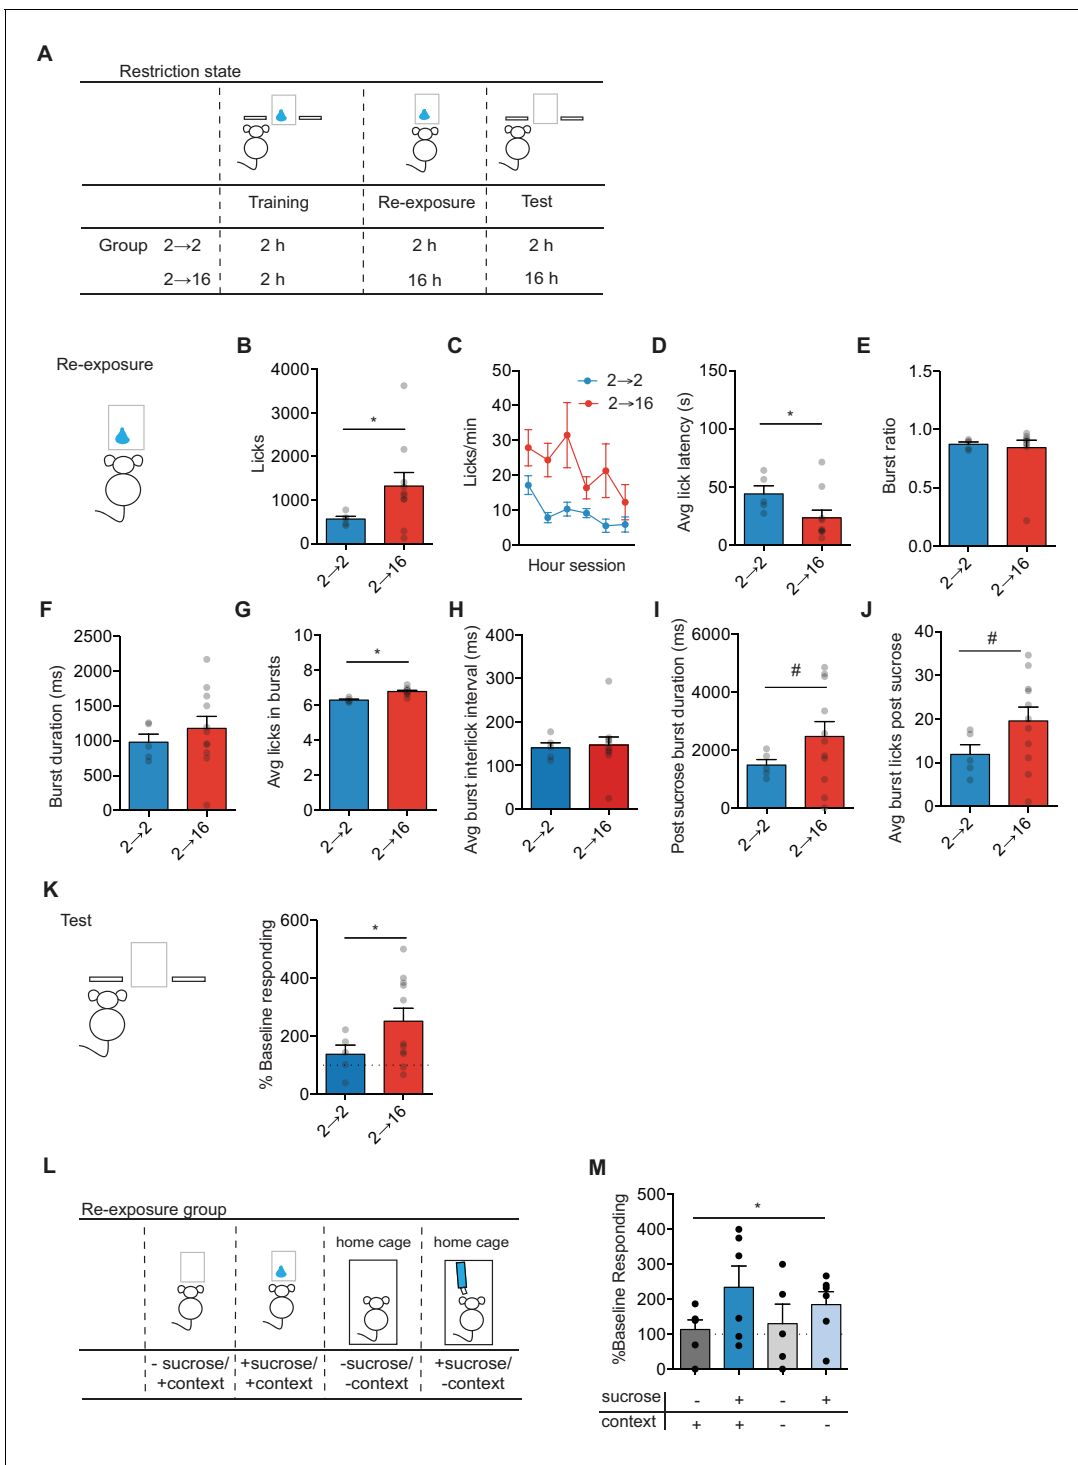 A
Restriction state
Training Re-exposure Test
Group 2→2 2 h 2 h 2 h
2→16 2 h 16 h 16 h
Re-exposure
B
Licks
4000
3000
2000
1000
0
*
2→2 2→16
C
Licks/min
50
40
30
20
10
0
2→2
2→16
Hour session
D
Avg lick latency (s)
150
100
50
0
*
2→2 2→16
E
Burst ratio
1.5
1.0
0.5
0.0
2→2 2→16
F
Burst duration (ms)
2500
2000
1500
1000
500
0
2→2 2→16
G
Avg licks in bursts
10
8
6
4
2
0
*
2→2 2→16
H
Avg burst interlick interval (ms)
400
300
200
100
0
2→2 2→16
I
Post sucrose burst duration (ms)
6000
4000
2000
0
#
2→2 2→16
J
Avg burst licks post sucrose
40
30
20
10
0
#
2→2 2→16
K
Test
% Baseline responding
600
400
200
0
*
2→2 2→16
L
Re-exposure group
home cage home cage
- sucrose/ +sucrose/ -sucrose/ +sucrose/
+context +context -context -context
M
%Baseline Responding
500
400
300
200
100
0
*
sucrose - + - +
context + + - -